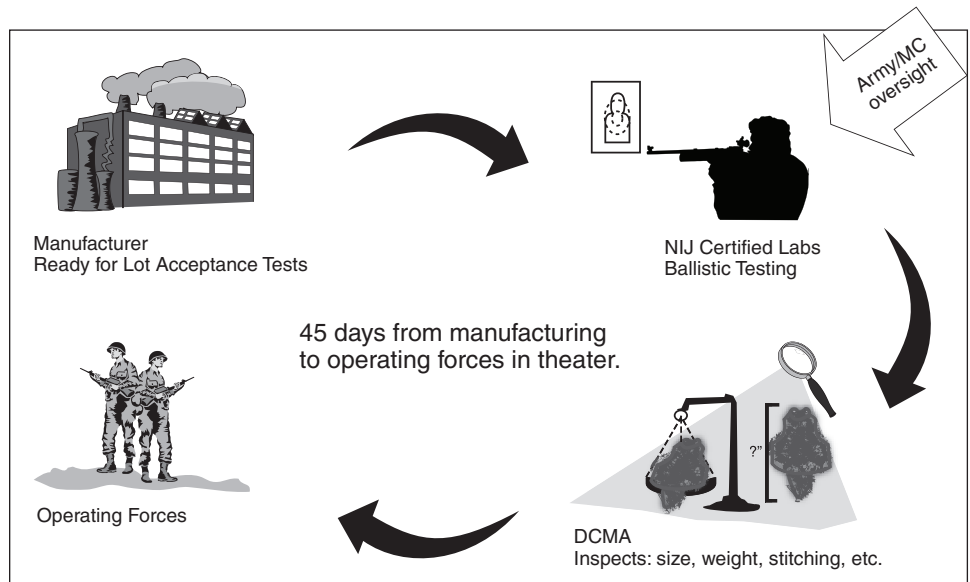 Army/MC
oversight
Manufacturer
Ready for Lot Acceptance Tests
NIJ Certified Labs
Ballistic Testing
45 days from manufacturing
to operating forces in theater.
?”
Operating Forces
DCMA
Inspects: size, weight, stitching, etc.